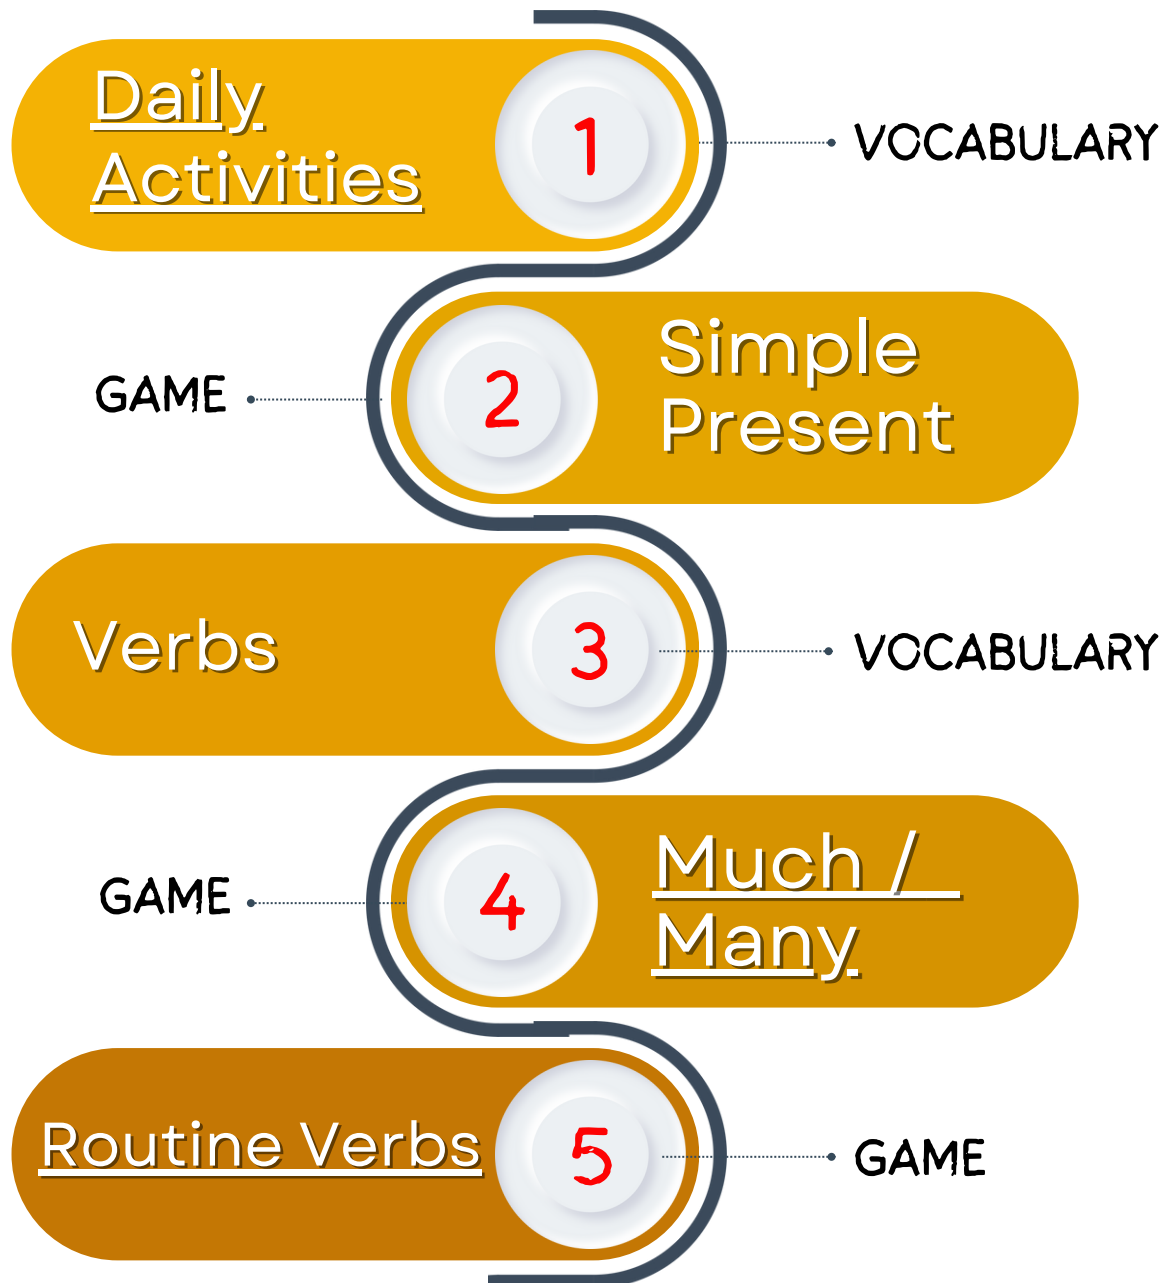 Daily
Activities
1
VOCABULARY
GAME
2
Simple
Present
Verbs
3
VOCABULARY
GAME
4
Much /
Many
Routine Verbs
5
GAME